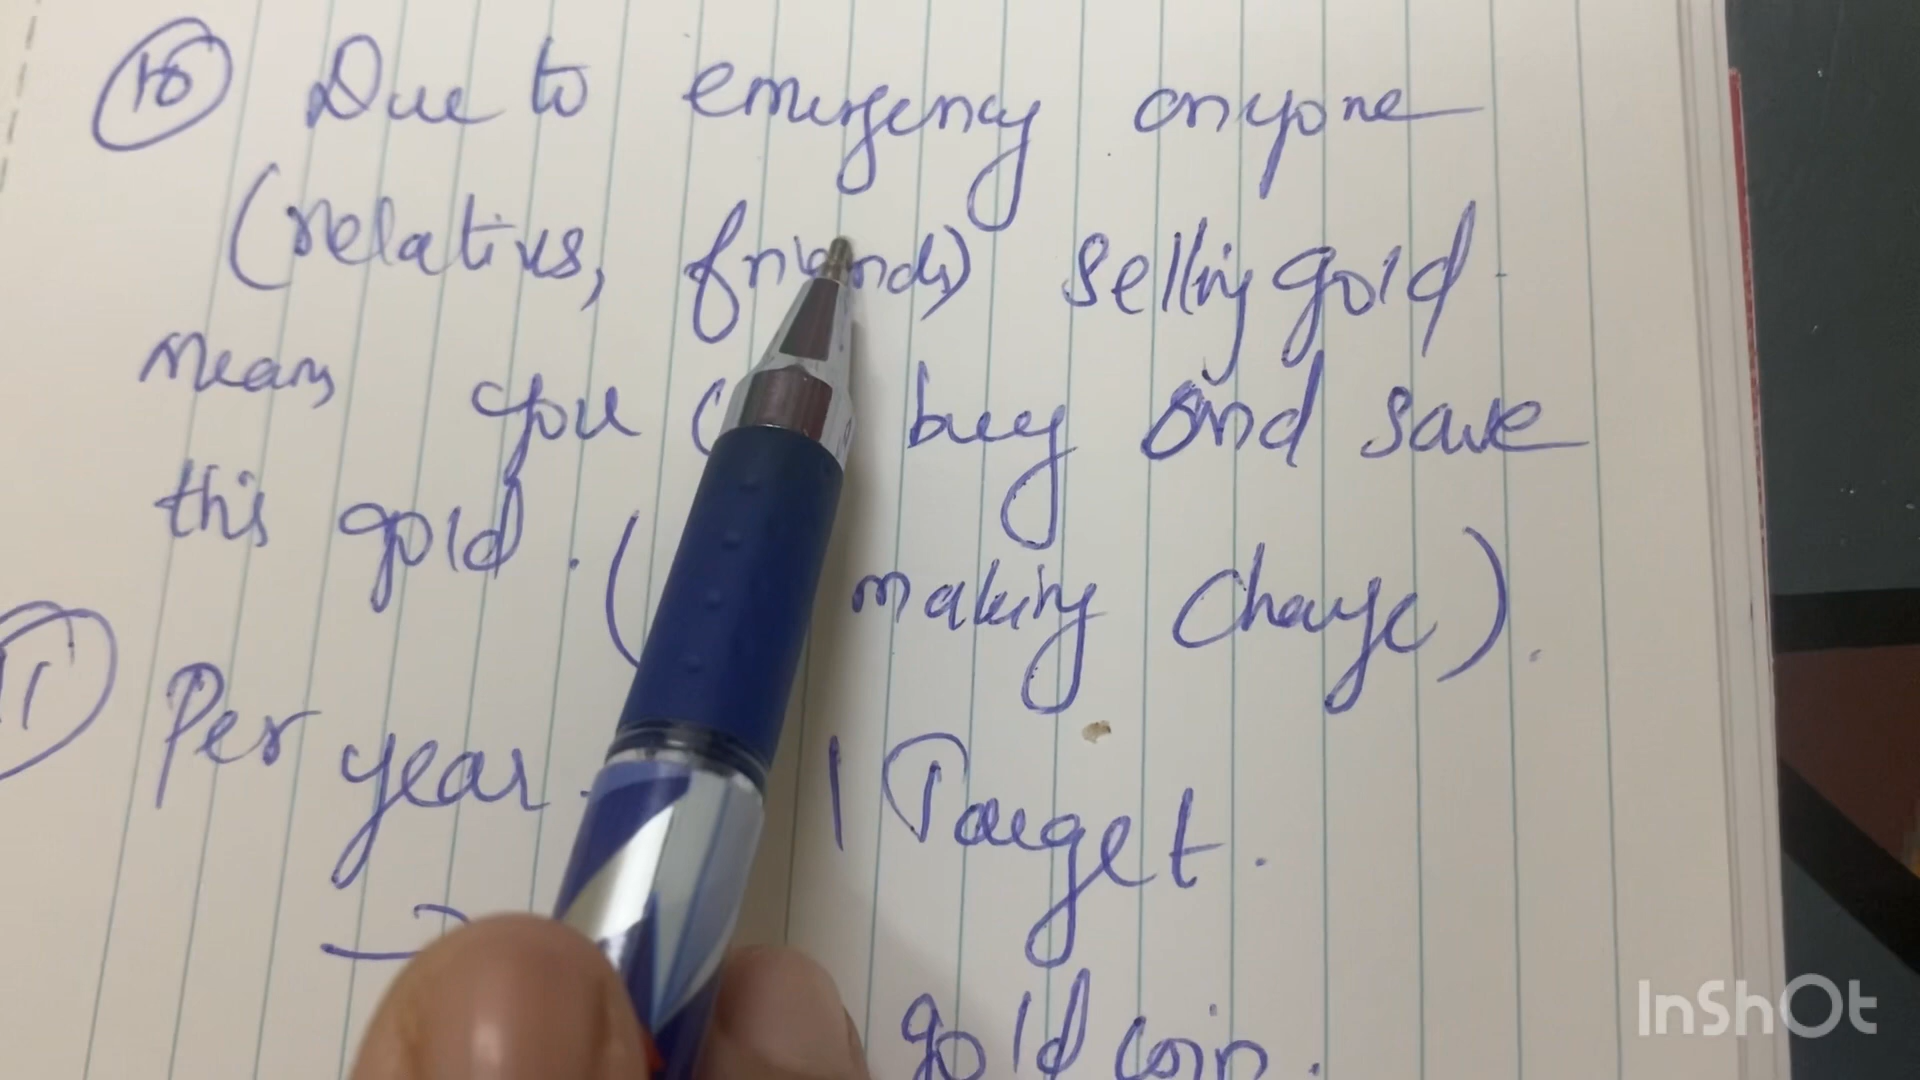 10 Due to emergency anyone
(relatives, friends) selling gold
means you buy and save
this gold. ( making charge).
11 Per year 1 Target.
gold coin.
InShOt